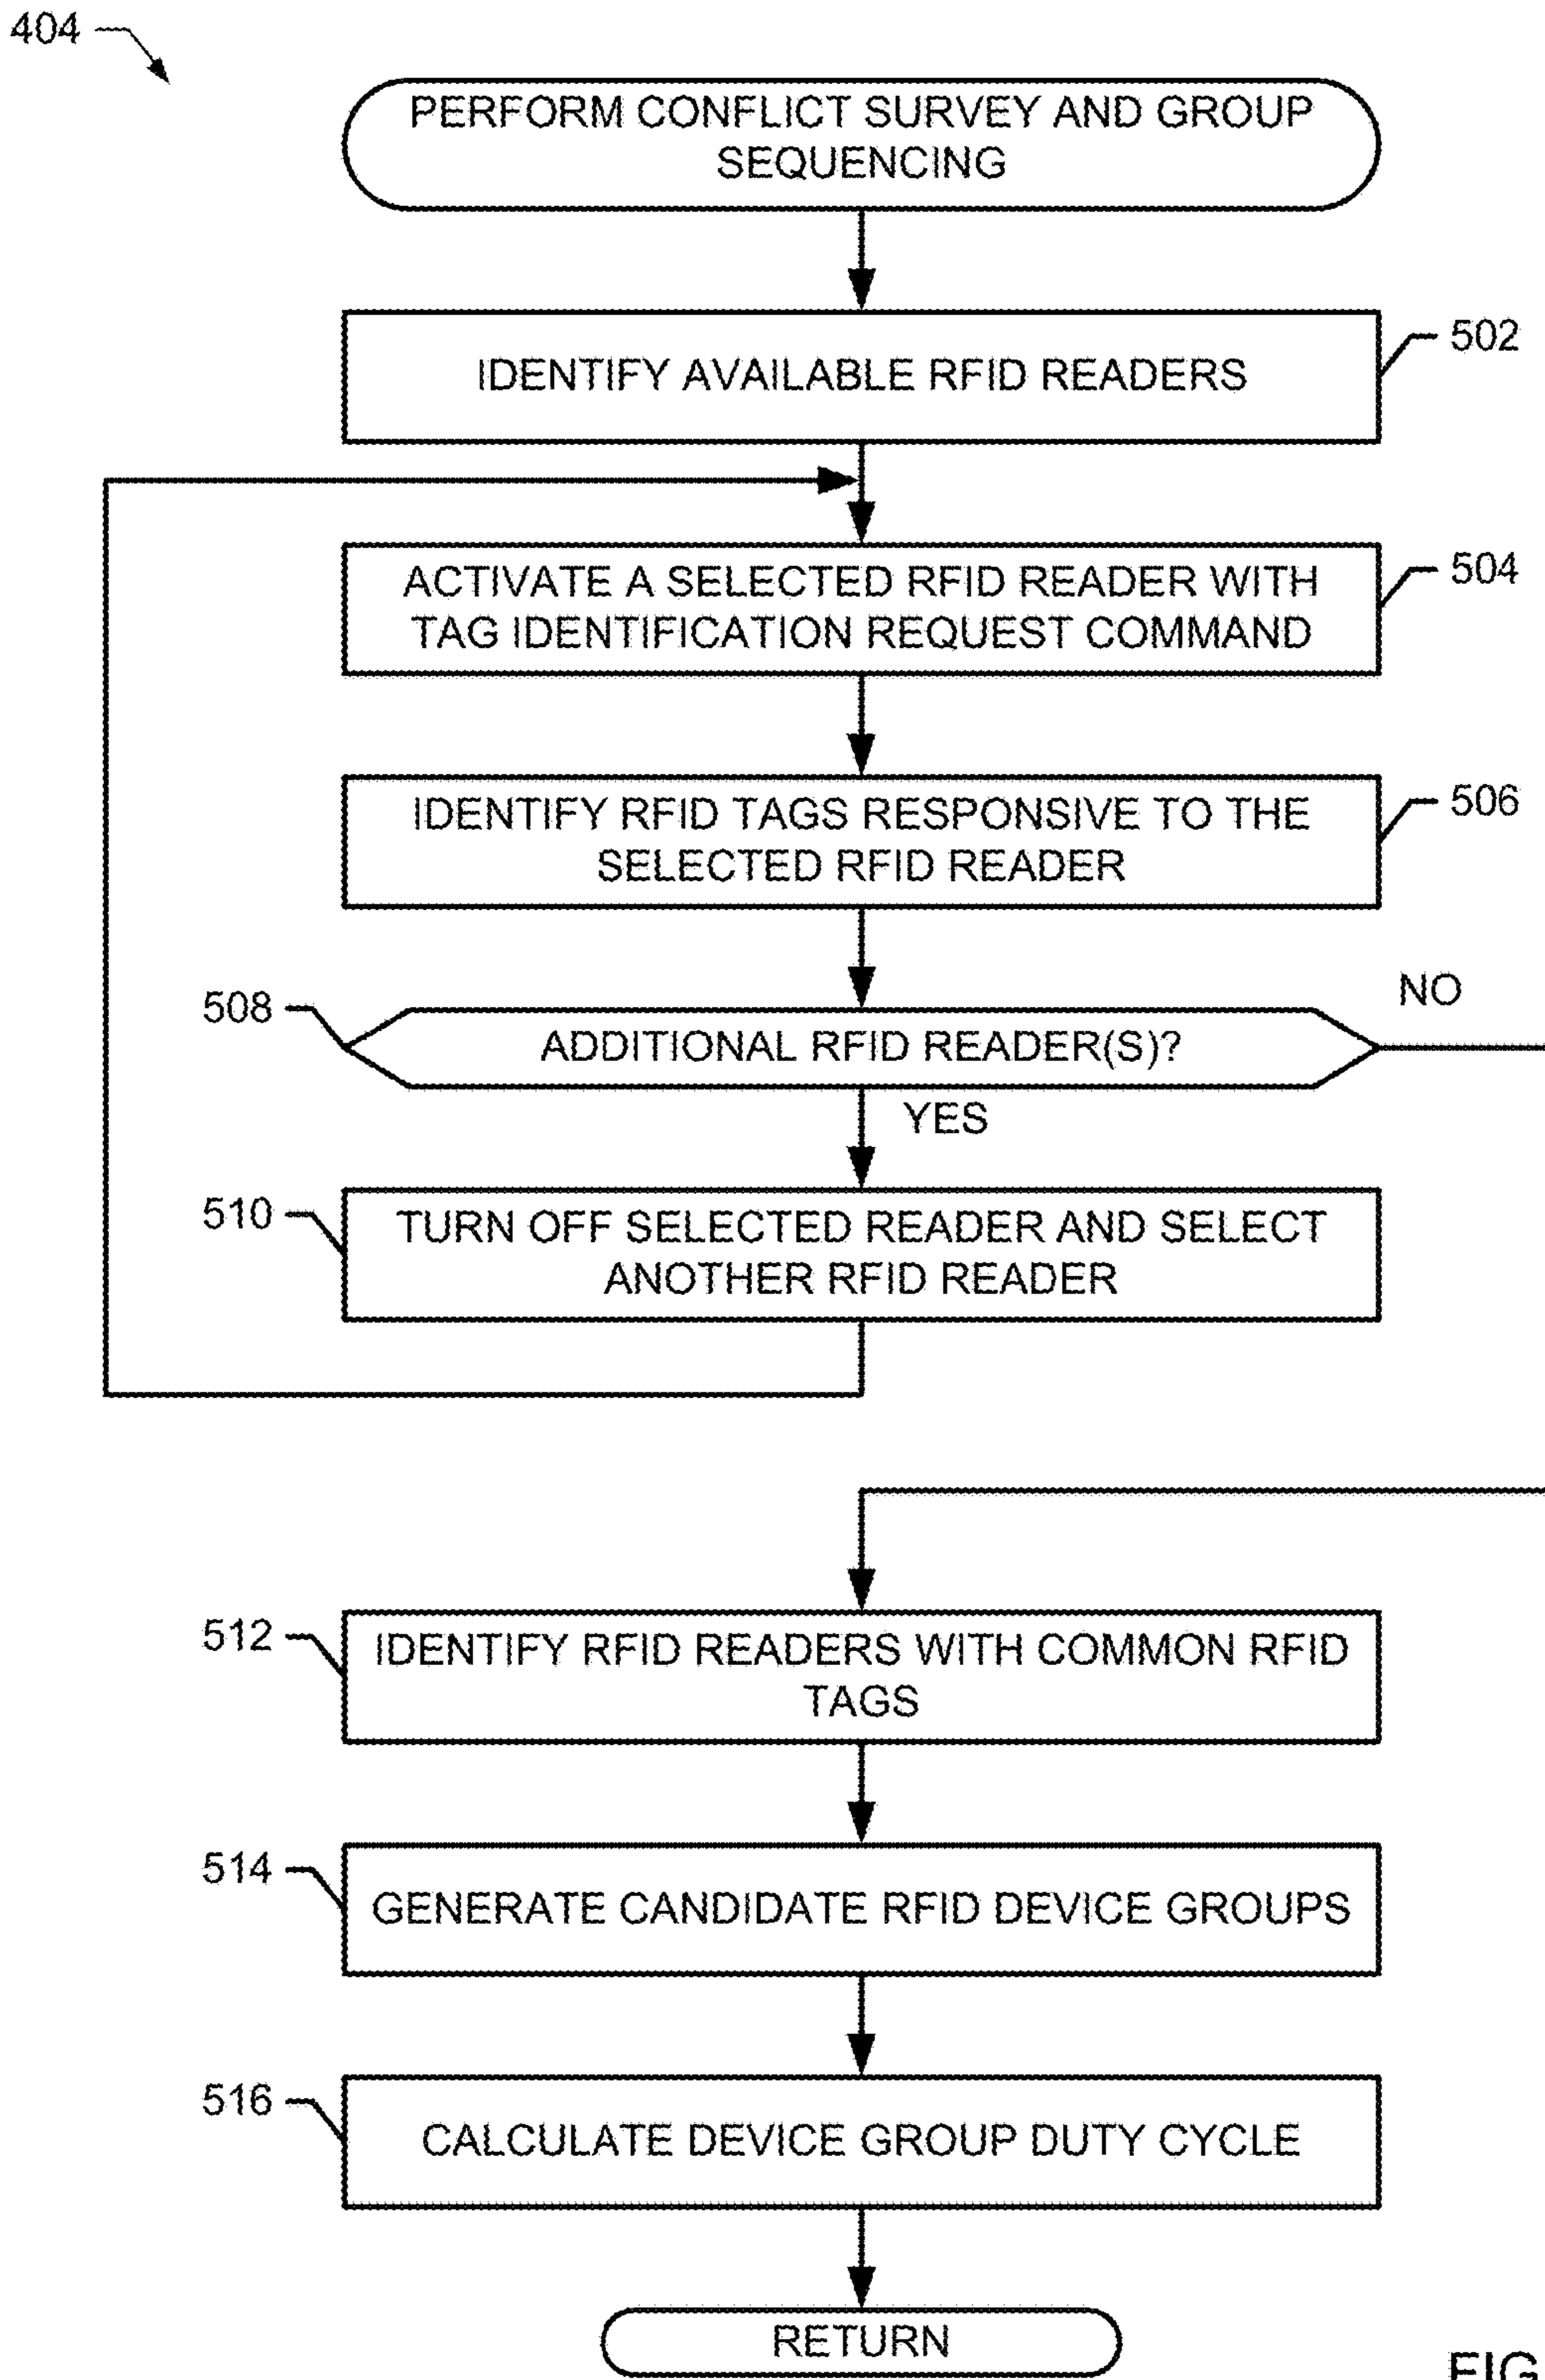 404
PERFORM CONFLICT SURVEY AND GROUP
SEQUENCING
502
IDENTIFY AVAILABLE RFID READERS
504
ACTIVATE A SELECTED RFID READER WITH
TAG IDENTIFICATION REQUEST COMMAND
506
IDENTIFY RFID TAGS RESPONSIVE TO THE
SELECTED RFID READER
508
NO
ADDITIONAL RFID READER(S)?
YES
510
TURN OFF SELECTED READER AND SELECT
ANOTHER RFID READER
512
IDENTIFY RFID READERS WITH COMMON RFID
TAGS
514
GENERATE CANDIDATE RFID DEVICE GROUPS
516
CALCULATE DEVICE GROUP DUTY CYCLE
RETURN
FIG